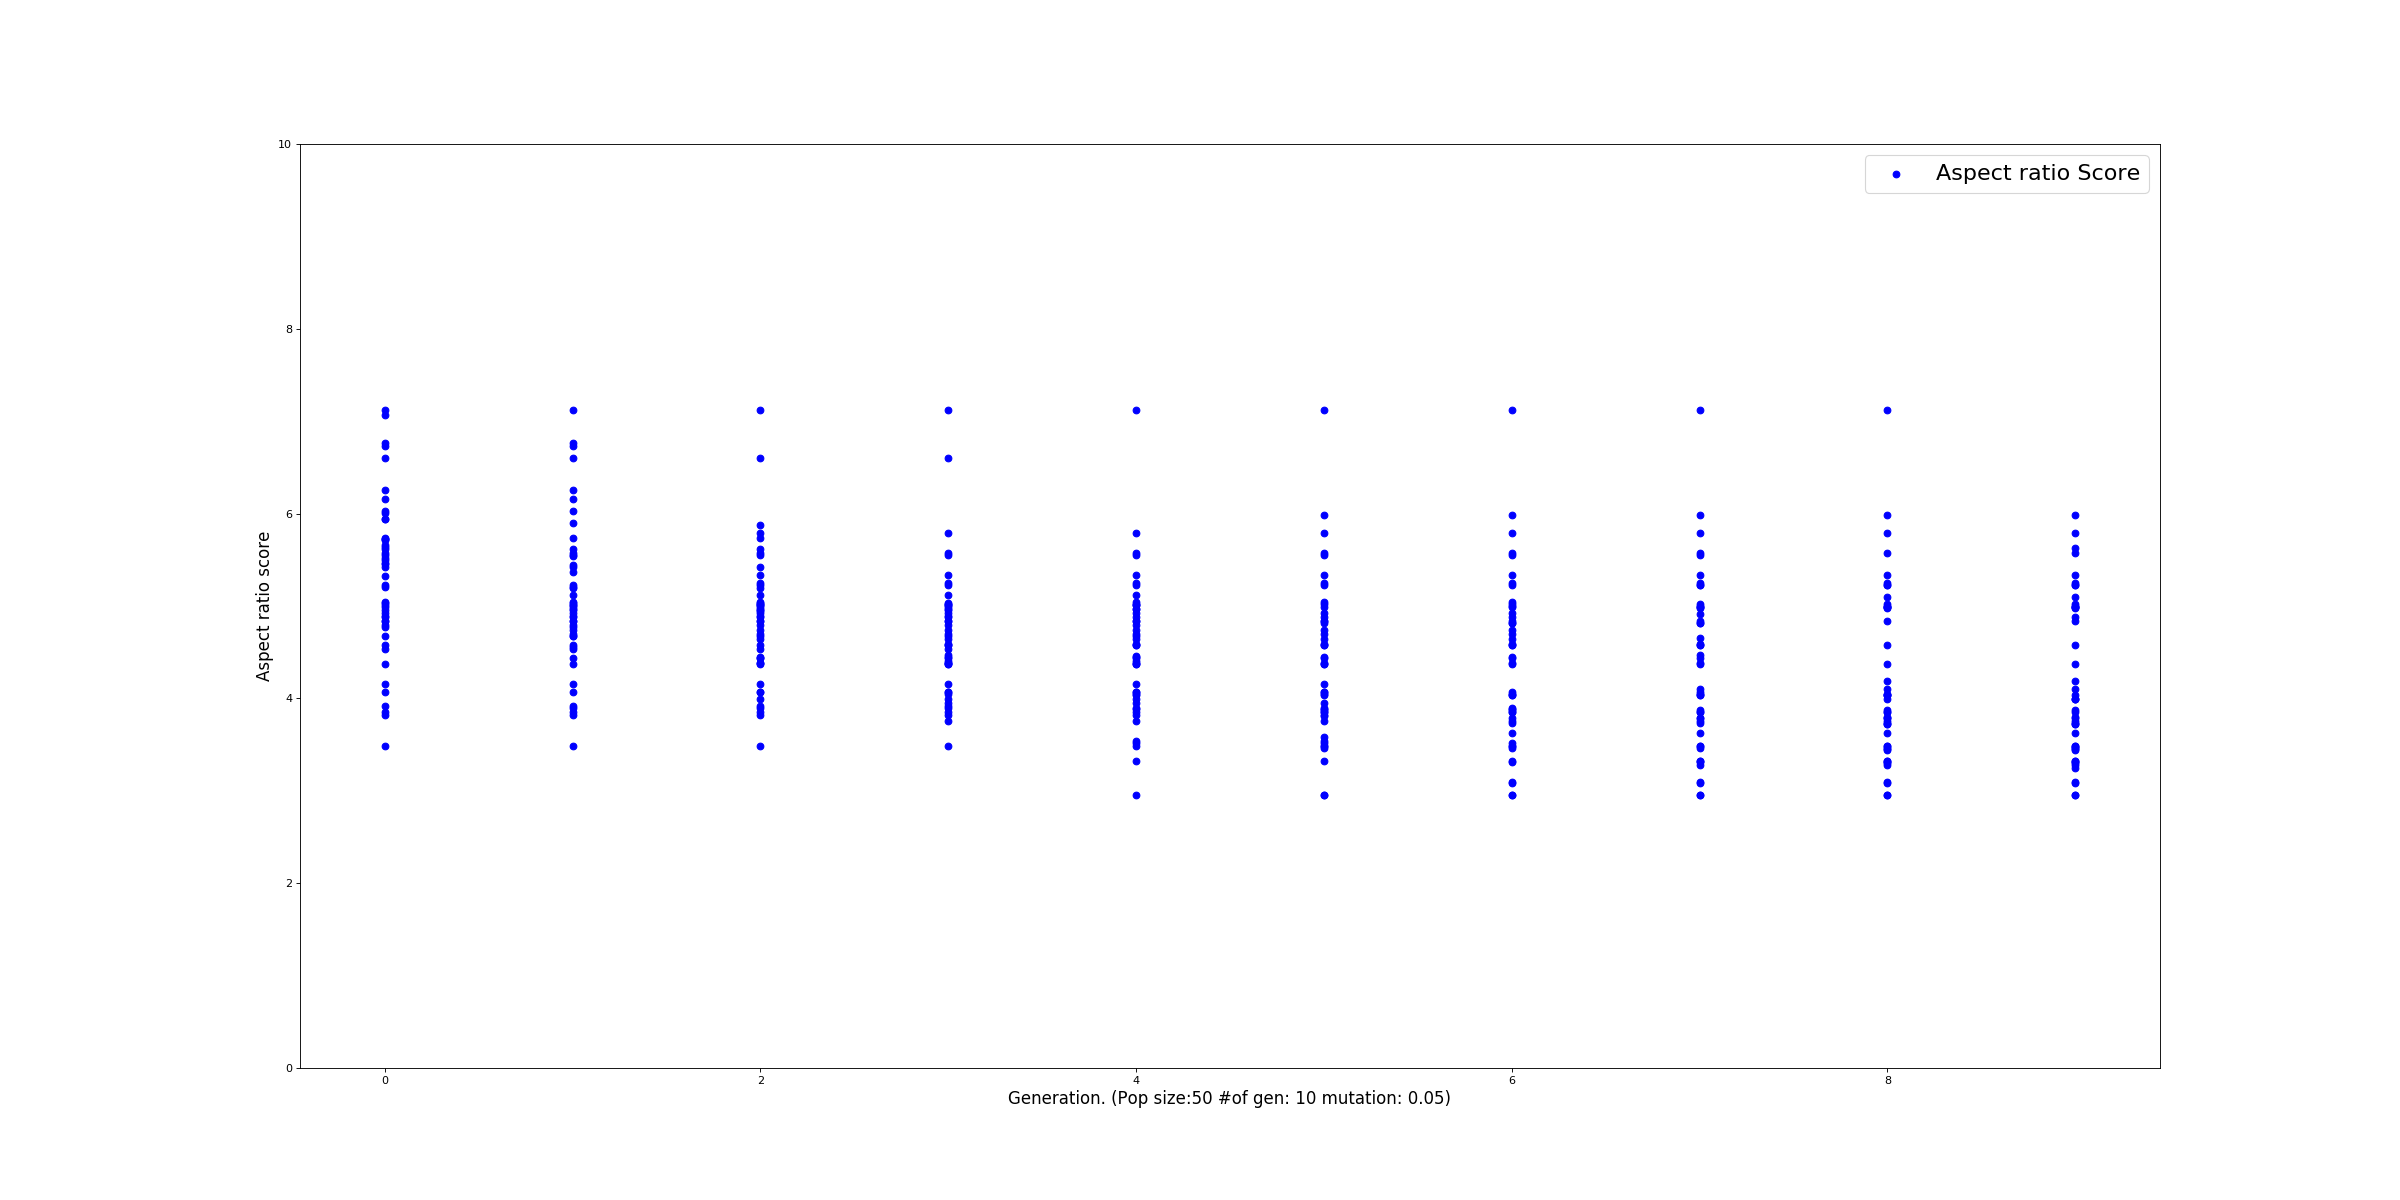 10
Aspect ratio Score
8
6
Aspect ratio score
4
2
0
0 2 4 6 8
Generation. (Pop size:50 #of gen: 10 mutation: 0.05)